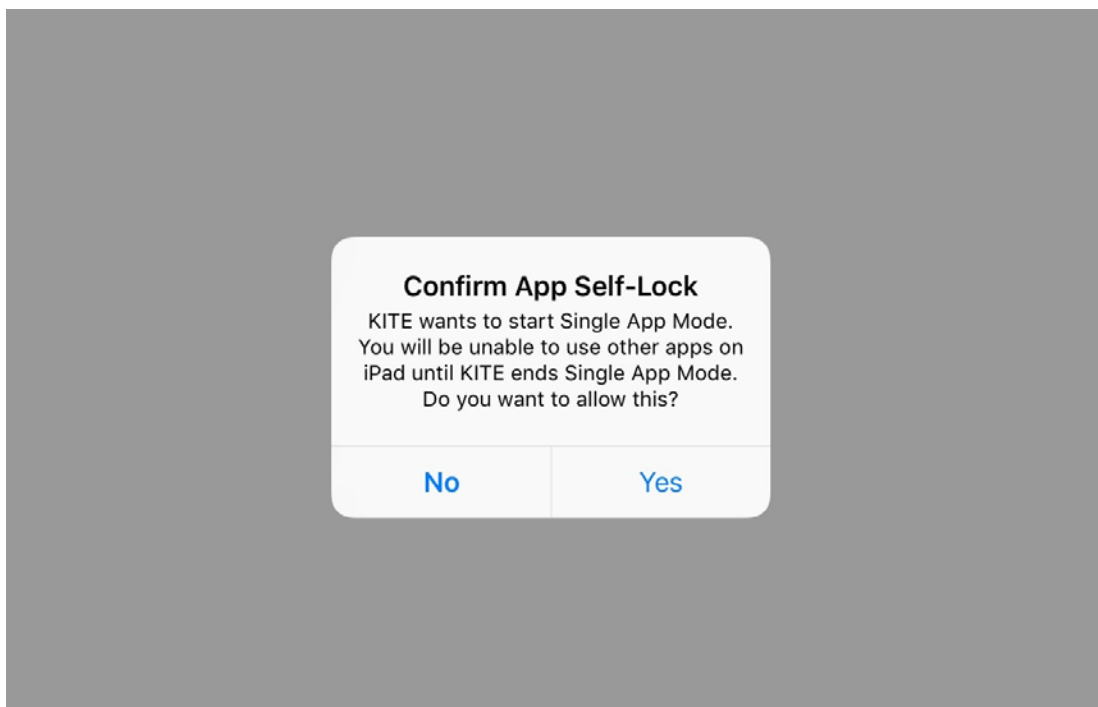 Confirm App Self-Lock
KITE wants to start Single App Mode.
You will be unable to use other apps on
iPad until KITE ends Single App Mode.
Do you want to allow this?
No
Yes